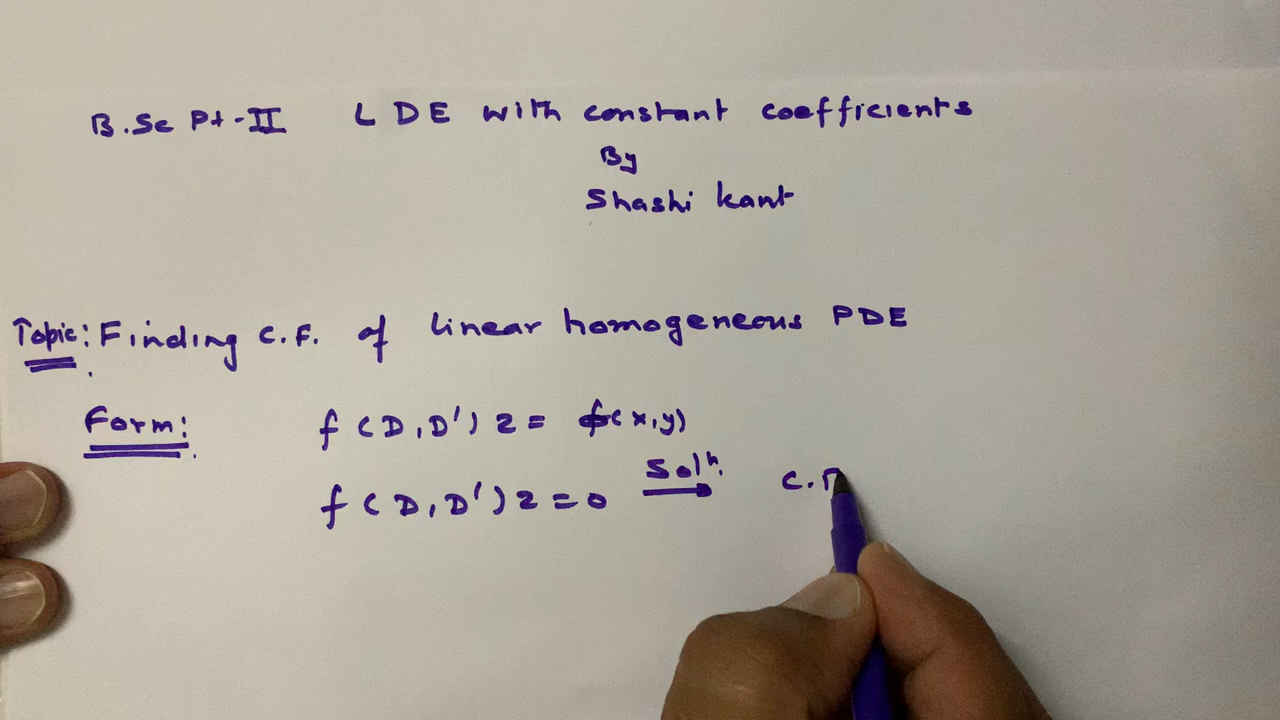 B.Sc Pt-II LDE with constant coefficients
By
Shashi kant
Topic: Finding C.F. of linear homogeneous PDE
Form: f(D,D')z= f(x,y)
f(D,D')z=0 Solⁿ. C.F